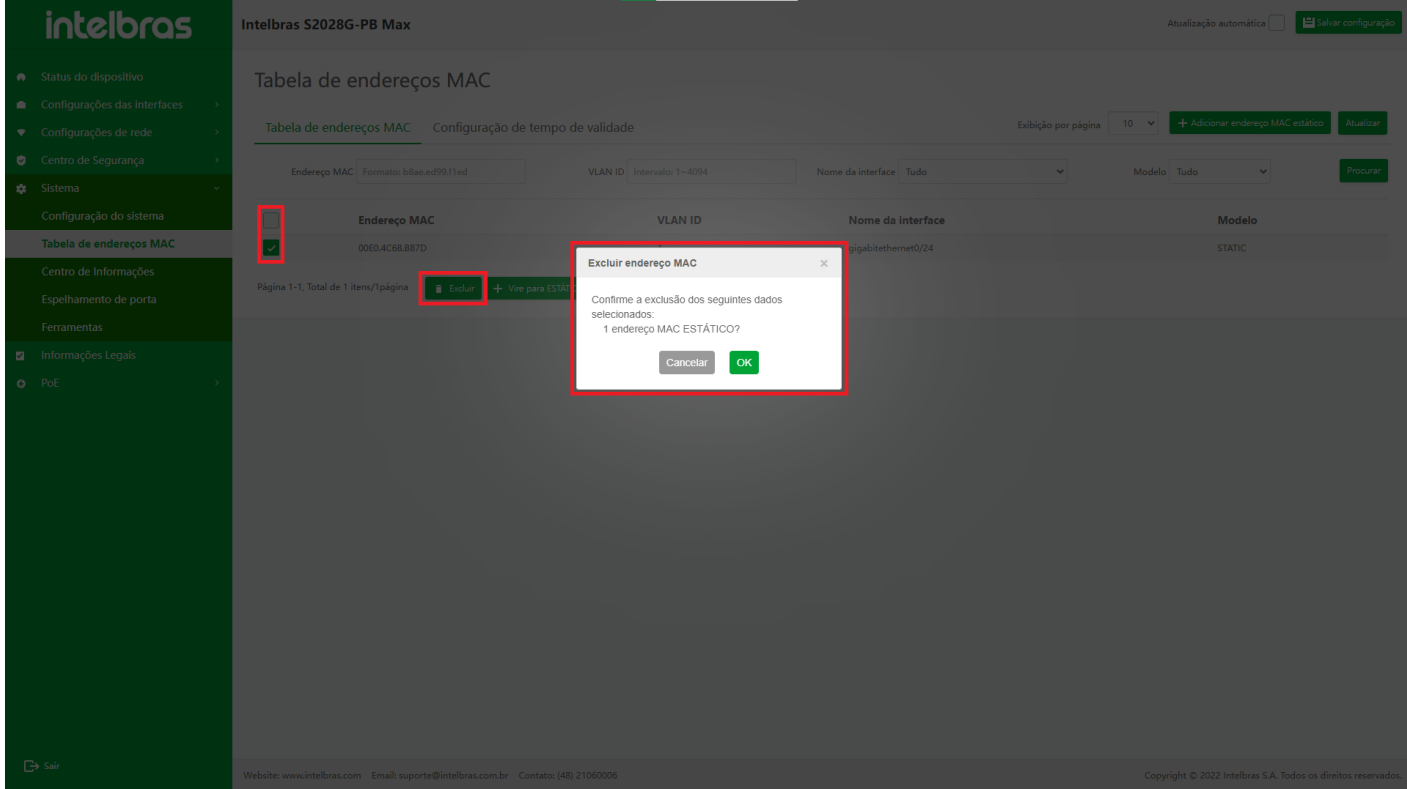 intelbras
Intelbras S2028G-PB Max
Atualização automática
Salvar configuração
Status do dispositivo
Configurações das Interfaces
Configurações de rede
Centro de Segurança
Sistema
Configuração do sistema
Tabela de endereços MAC
Centro de Informações
Espelhamento de porta
Ferramentas
Informações Legais
PoE
Sair
Tabela de endereços MAC
Tabela de endereços MAC Configuração de tempo de validade
Exibição por página 10 + Adicionar endereço MAC estático Atualizar
Endereço MAC Formato: b8ae.ed99.f1ed VLAN ID Intervalo: 1~4094 Nome da interface Tudo Modelo Tudo Procurar
Endereço MAC VLAN ID Nome da interface Modelo
00E0.4C68.B87D gigabitethernet0/24 STATIC
Página 1-1, Total de 1 itens/1página Excluir + Vire para
Excluir endereço MAC ×
Confirme a exclusão dos seguintes dados
selecionados:
1 endereço MAC ESTÁTICO?
Cancelar OK
Website: www.intelbras.com Email: suporte@intelbras.com.br Contato: (48) 21060006
Copyright © 2022 Intelbras S.A. Todos os direitos reservados.